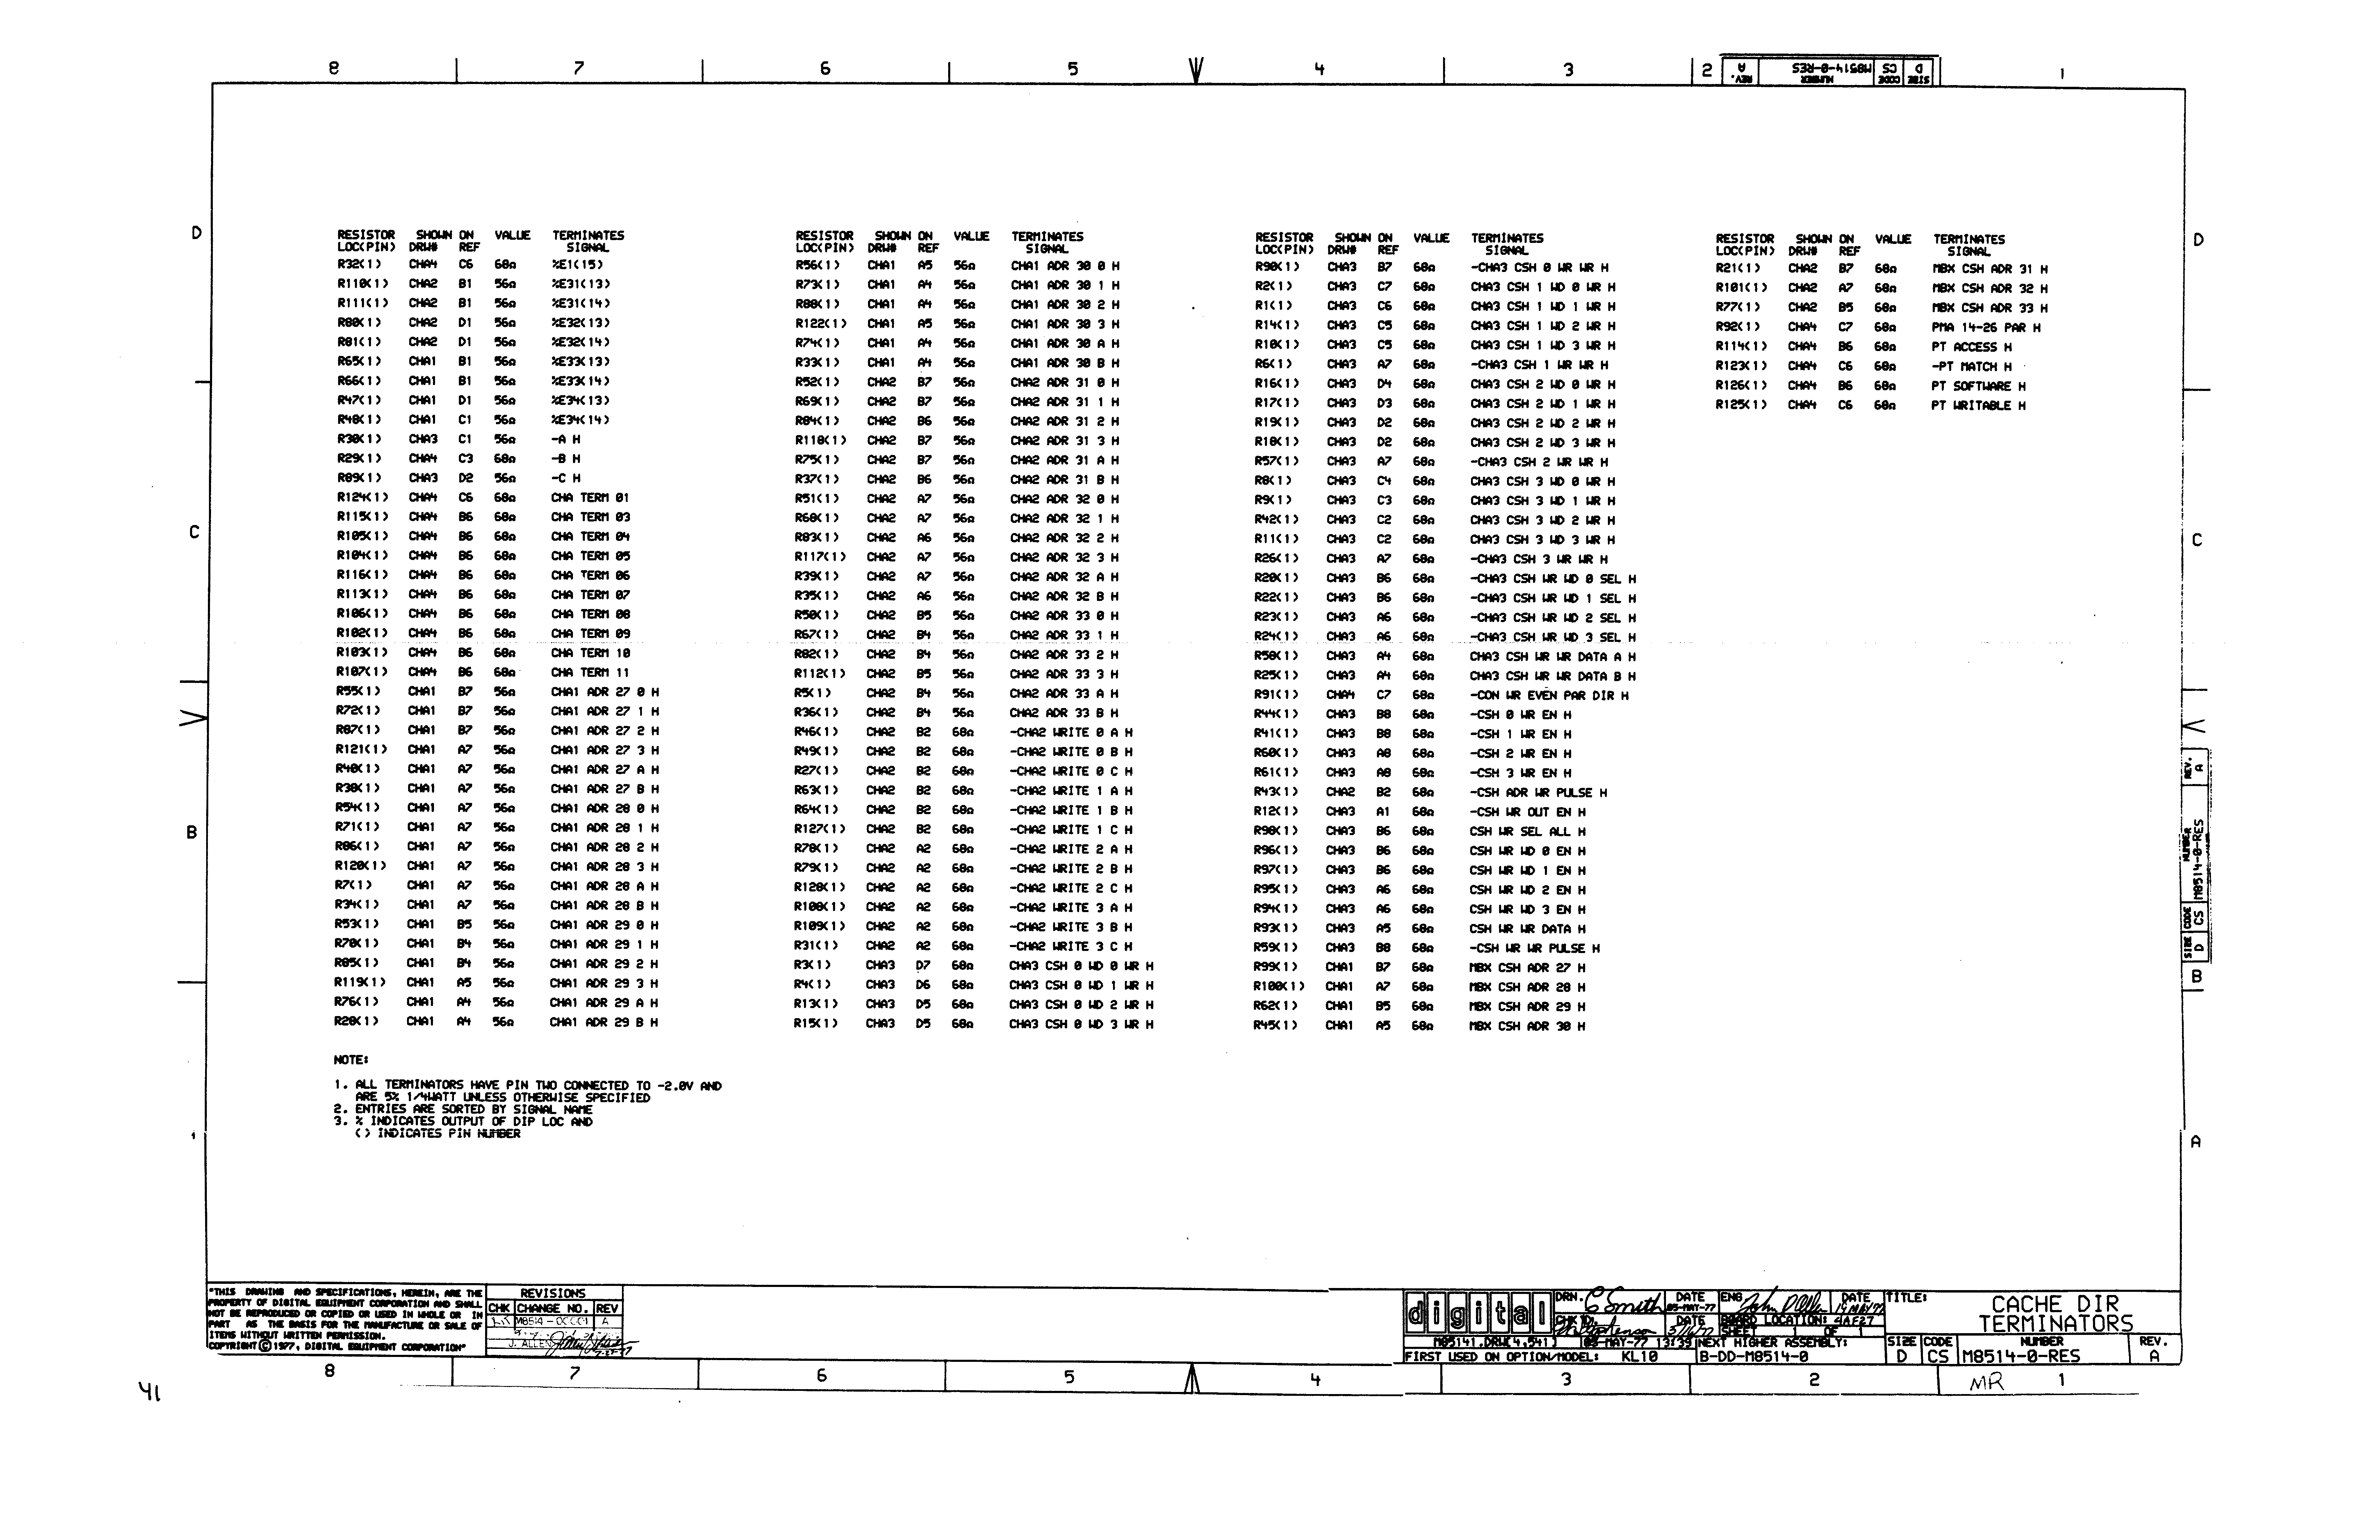 8 7 6 5 4 3 2 1
REV. A NUMBER M8514-0-RES CODE CS SIZE D
D
C
B
A
RESISTOR SHOWN ON VALUE TERMINATES
LOC(PIN) DRW# REF SIGNAL
R32(1) CHA4 C6 68Ω %E1(15)
R110(1) CHA2 B1 56Ω %E31(13)
R111(1) CHA2 B1 56Ω %E31(14)
R80(1) CHA2 D1 56Ω %E32(13)
R81(1) CHA2 D1 56Ω %E32(14)
R65(1) CHA1 B1 56Ω %E33(13)
R66(1) CHA1 B1 56Ω %E33(14)
R47(1) CHA1 D1 56Ω %E34(13)
R48(1) CHA1 C1 56Ω %E34(14)
R30(1) CHA3 C1 56Ω -A H
R29(1) CHA4 C3 68Ω -B H
R89(1) CHA3 D2 56Ω -C H
R124(1) CHA4 C6 68Ω CHA TERM 01
R115(1) CHA4 B6 68Ω CHA TERM 03
R105(1) CHA4 B6 68Ω CHA TERM 04
R104(1) CHA4 B6 68Ω CHA TERM 05
R116(1) CHA4 B6 68Ω CHA TERM 06
R113(1) CHA4 B6 68Ω CHA TERM 07
R106(1) CHA4 B6 68Ω CHA TERM 08
R102(1) CHA4 B6 68Ω CHA TERM 09
R103(1) CHA4 B6 68Ω CHA TERM 10
R107(1) CHA4 B6 68Ω CHA TERM 11
R55(1) CHA1 B7 56Ω CHA1 ADR 27 0 H
R72(1) CHA1 B7 56Ω CHA1 ADR 27 1 H
R87(1) CHA1 B7 56Ω CHA1 ADR 27 2 H
R121(1) CHA1 A7 56Ω CHA1 ADR 27 3 H
R40(1) CHA1 A7 56Ω CHA1 ADR 27 A H
R38(1) CHA1 A7 56Ω CHA1 ADR 27 B H
R54(1) CHA1 A7 56Ω CHA1 ADR 28 0 H
R71(1) CHA1 A7 56Ω CHA1 ADR 28 1 H
R86(1) CHA1 A7 56Ω CHA1 ADR 28 2 H
R120(1) CHA1 A7 56Ω CHA1 ADR 28 3 H
R7(1) CHA1 A7 56Ω CHA1 ADR 28 A H
R34(1) CHA1 A7 56Ω CHA1 ADR 28 B H
R53(1) CHA1 B5 56Ω CHA1 ADR 29 0 H
R70(1) CHA1 B4 56Ω CHA1 ADR 29 1 H
R85(1) CHA1 B4 56Ω CHA1 ADR 29 2 H
R119(1) CHA1 A5 56Ω CHA1 ADR 29 3 H
R76(1) CHA1 A4 56Ω CHA1 ADR 29 A H
R28(1) CHA1 A4 56Ω CHA1 ADR 29 B H
RESISTOR SHOWN ON VALUE TERMINATES
LOC(PIN) DRW# REF SIGNAL
R56(1) CHA1 A5 56Ω CHA1 ADR 30 0 H
R73(1) CHA1 A4 56Ω CHA1 ADR 30 1 H
R88(1) CHA1 A4 56Ω CHA1 ADR 30 2 H
R122(1) CHA1 A5 56Ω CHA1 ADR 30 3 H
R74(1) CHA1 A4 56Ω CHA1 ADR 30 A H
R33(1) CHA1 A4 56Ω CHA1 ADR 30 B H
R52(1) CHA2 B7 56Ω CHA2 ADR 31 0 H
R69(1) CHA2 B7 56Ω CHA2 ADR 31 1 H
R84(1) CHA2 B6 56Ω CHA2 ADR 31 2 H
R118(1) CHA2 B7 56Ω CHA2 ADR 31 3 H
R75(1) CHA2 B7 56Ω CHA2 ADR 31 A H
R37(1) CHA2 B6 56Ω CHA2 ADR 31 B H
R51(1) CHA2 A7 56Ω CHA2 ADR 32 0 H
R68(1) CHA2 A7 56Ω CHA2 ADR 32 1 H
R83(1) CHA2 A6 56Ω CHA2 ADR 32 2 H
R117(1) CHA2 A7 56Ω CHA2 ADR 32 3 H
R39(1) CHA2 A7 56Ω CHA2 ADR 32 A H
R35(1) CHA2 A6 56Ω CHA2 ADR 32 B H
R50(1) CHA2 B5 56Ω CHA2 ADR 33 0 H
R67(1) CHA2 B4 56Ω CHA2 ADR 33 1 H
R82(1) CHA2 B4 56Ω CHA2 ADR 33 2 H
R112(1) CHA2 B5 56Ω CHA2 ADR 33 3 H
R5(1) CHA2 B4 56Ω CHA2 ADR 33 A H
R36(1) CHA2 B4 56Ω CHA2 ADR 33 B H
R46(1) CHA2 B2 68Ω -CHA2 WRITE 0 A H
R49(1) CHA2 B2 68Ω -CHA2 WRITE 0 B H
R27(1) CHA2 B2 68Ω -CHA2 WRITE 0 C H
R63(1) CHA2 B2 68Ω -CHA2 WRITE 1 A H
R64(1) CHA2 B2 68Ω -CHA2 WRITE 1 B H
R127(1) CHA2 B2 68Ω -CHA2 WRITE 1 C H
R78(1) CHA2 A2 68Ω -CHA2 WRITE 2 A H
R79(1) CHA2 A2 68Ω -CHA2 WRITE 2 B H
R128(1) CHA2 A2 68Ω -CHA2 WRITE 2 C H
R108(1) CHA2 A2 68Ω -CHA2 WRITE 3 A H
R109(1) CHA2 A2 68Ω -CHA2 WRITE 3 B H
R31(1) CHA2 A2 68Ω -CHA2 WRITE 3 C H
R3(1) CHA3 D7 68Ω CHA3 CSH 0 WD 0 WR H
R4(1) CHA3 D6 68Ω CHA3 CSH 0 WD 1 WR H
R13(1) CHA3 D5 68Ω CHA3 CSH 0 WD 2 WR H
R15(1) CHA3 D5 68Ω CHA3 CSH 0 WD 3 WR H
RESISTOR SHOWN ON VALUE TERMINATES
LOC(PIN) DRW# REF SIGNAL
R90(1) CHA3 B7 68Ω -CHA3 CSH 0 WR WR H
R2(1) CHA3 C7 68Ω CHA3 CSH 1 WD 0 WR H
R1(1) CHA3 C6 68Ω CHA3 CSH 1 WD 1 WR H
R14(1) CHA3 C5 68Ω CHA3 CSH 1 WD 2 WR H
R10(1) CHA3 C5 68Ω CHA3 CSH 1 WD 3 WR H
R6(1) CHA3 A7 68Ω -CHA3 CSH 1 WR WR H
R16(1) CHA3 D4 68Ω CHA3 CSH 2 WD 0 WR H
R17(1) CHA3 D3 68Ω CHA3 CSH 2 WD 1 WR H
R19(1) CHA3 D2 68Ω CHA3 CSH 2 WD 2 WR H
R18(1) CHA3 D2 68Ω CHA3 CSH 2 WD 3 WR H
R57(1) CHA3 A7 68Ω -CHA3 CSH 2 WR WR H
R8(1) CHA3 C4 68Ω CHA3 CSH 3 WD 0 WR H
R9(1) CHA3 C3 68Ω CHA3 CSH 3 WD 1 WR H
R42(1) CHA3 C2 68Ω CHA3 CSH 3 WD 2 WR H
R11(1) CHA3 C2 68Ω CHA3 CSH 3 WD 3 WR H
R26(1) CHA3 A7 68Ω -CHA3 CSH 3 WR WR H
R20(1) CHA3 B6 68Ω -CHA3 CSH WR WD 0 SEL H
R22(1) CHA3 B6 68Ω -CHA3 CSH WR WD 1 SEL H
R23(1) CHA3 A6 68Ω -CHA3 CSH WR WD 2 SEL H
R24(1) CHA3 A6 68Ω -CHA3 CSH WR WD 3 SEL H
R58(1) CHA3 A4 68Ω CHA3 CSH WR WR DATA A H
R25(1) CHA3 A4 68Ω CHA3 CSH WR WR DATA B H
R91(1) CHA4 C7 68Ω -CON WR EVEN PAR DIR H
R44(1) CHA3 B8 68Ω -CSH 0 WR EN H
R41(1) CHA3 B8 68Ω -CSH 1 WR EN H
R60(1) CHA3 A8 68Ω -CSH 2 WR EN H
R61(1) CHA3 A8 68Ω -CSH 3 WR EN H
R43(1) CHA2 B2 68Ω -CSH ADR WR PULSE H
R12(1) CHA3 A1 68Ω -CSH WR OUT EN H
R98(1) CHA3 B6 68Ω CSH WR SEL ALL H
R96(1) CHA3 B6 68Ω CSH WR WD 0 EN H
R97(1) CHA3 B6 68Ω CSH WR WD 1 EN H
R95(1) CHA3 A6 68Ω CSH WR WD 2 EN H
R94(1) CHA3 A6 68Ω CSH WR WD 3 EN H
R93(1) CHA3 A5 68Ω CSH WR WR DATA H
R59(1) CHA3 B8 68Ω -CSH WR WR PULSE H
R99(1) CHA1 B7 68Ω MBX CSH ADR 27 H
R100(1) CHA1 A7 68Ω MBX CSH ADR 28 H
R62(1) CHA1 B5 68Ω MBX CSH ADR 29 H
R45(1) CHA1 A5 68Ω MBX CSH ADR 30 H
RESISTOR SHOWN ON VALUE TERMINATES
LOC(PIN) DRW# REF SIGNAL
R21(1) CHA2 B7 68Ω MBX CSH ADR 31 H
R101(1) CHA2 A7 68Ω MBX CSH ADR 32 H
R77(1) CHA2 B5 68Ω MBX CSH ADR 33 H
R92(1) CHA4 C7 68Ω PMA 14-26 PAR H
R114(1) CHA4 B6 68Ω PT ACCESS H
R123(1) CHA4 C6 68Ω -PT MATCH H
R126(1) CHA4 B6 68Ω PT SOFTWARE H
R125(1) CHA4 C6 68Ω PT WRITABLE H
NOTE:
1. ALL TERMINATORS HAVE PIN TWO CONNECTED TO -2.0V AND
ARE 5% 1/4WATT UNLESS OTHERWISE SPECIFIED
2. ENTRIES ARE SORTED BY SIGNAL NAME
3. % INDICATES OUTPUT OF DIP LOC AND
() INDICATES PIN NUMBER
D
C
B
SIZE D CODE CS NUMBER M8514-0-RES REV. A
"THIS DRAWING AND SPECIFICATIONS, HEREIN, ARE THE
PROPERTY OF DIGITAL EQUIPMENT CORPORATION AND SHALL
NOT BE REPRODUCED OR COPIED OR USED IN WHOLE OR IN
PART AS THE BASIS FOR THE MANUFACTURE OR SALE OF
ITEMS WITHOUT WRITTEN PERMISSION.
COPYRIGHT © 1977, DIGITAL EQUIPMENT CORPORATION"
REVISIONS
CHK CHANGE NO. REV
M8514-00001 A
J. ALLEN
digital
DRN. C Smith DATE 05-MAY-77
CHK'D. DATE
ENG John DATE 19 MAY 77
BOARD LOCATION: 4AF27
SHEET 1 OF 1
M85141.DRW[4,541] 05-MAY-77 13:39 NEXT HIGHER ASSEMBLY:
FIRST USED ON OPTION/MODEL: KL10 B-DD-M8514-0
TITLE: CACHE DIR
TERMINATORS
SIZE CODE NUMBER REV.
D CS M8514-0-RES A
8 7 6 5 4 3 2 1
MR
41